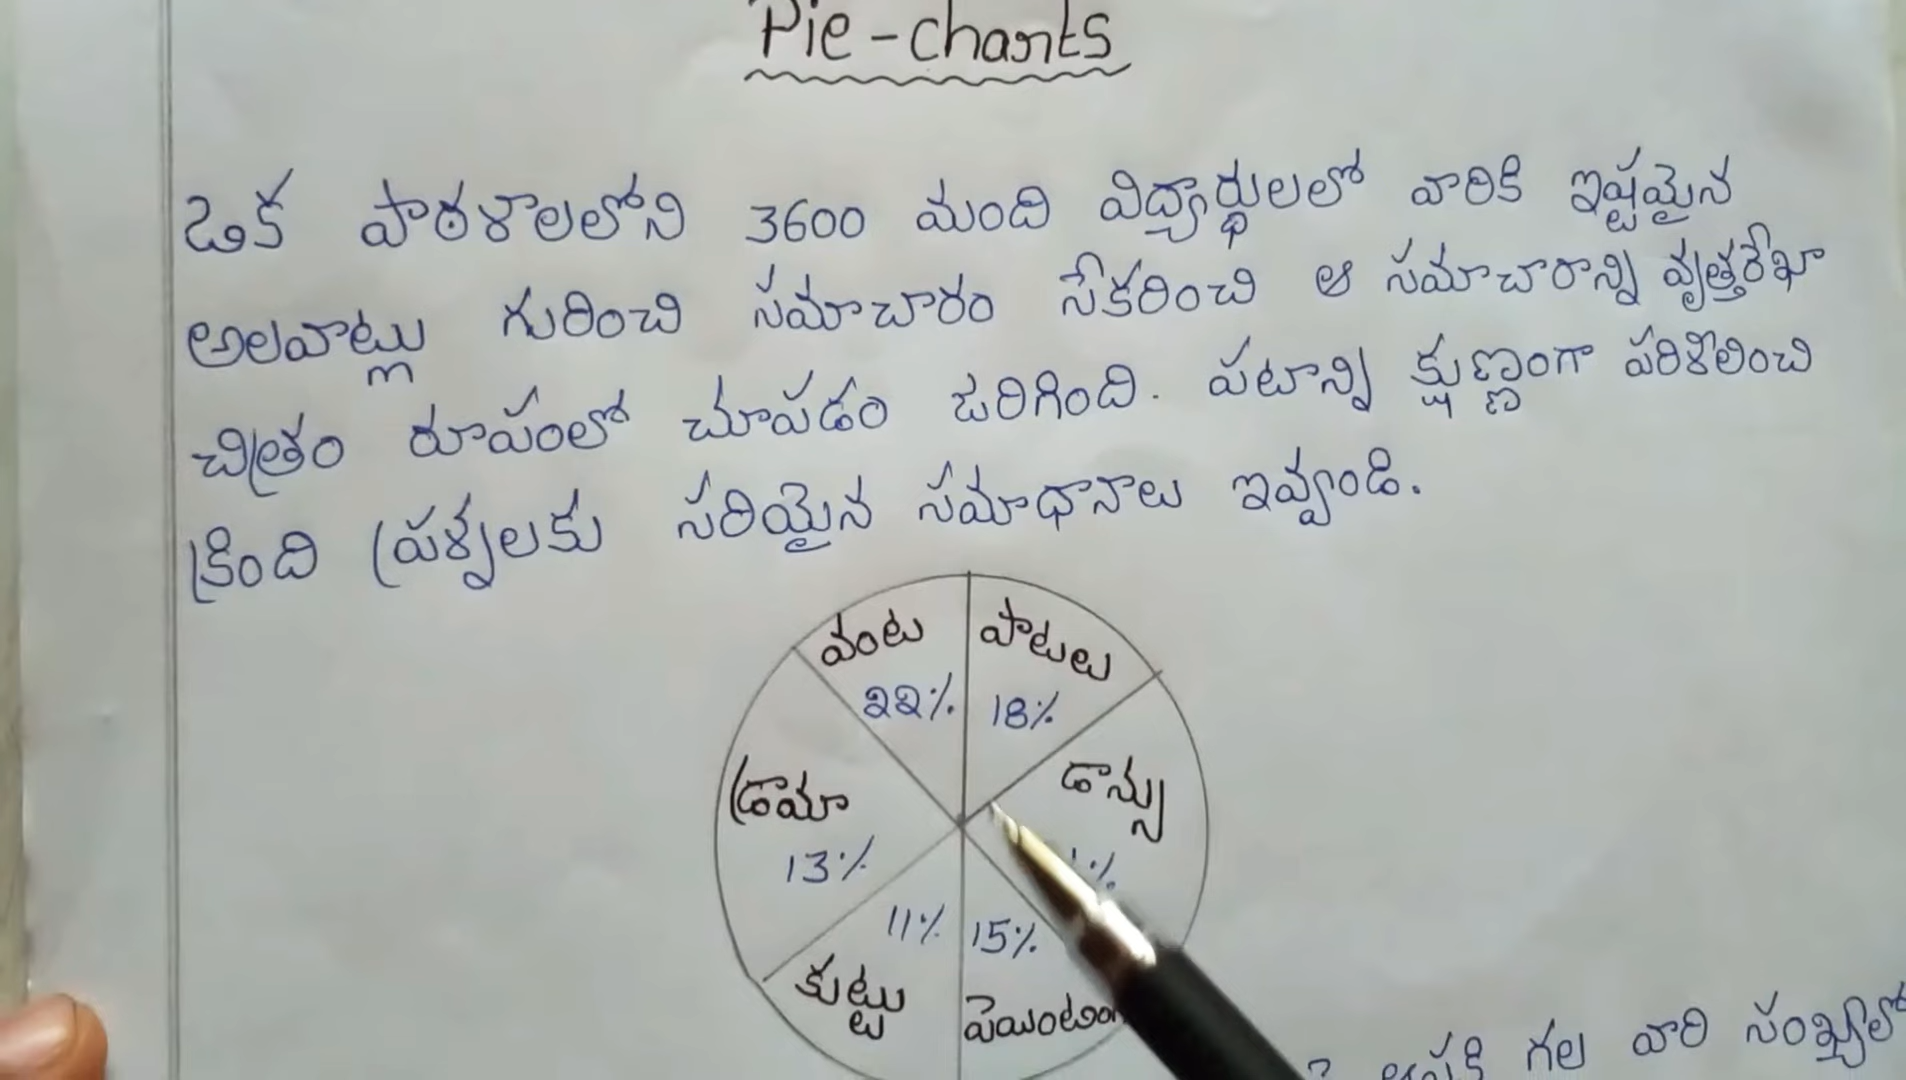 Pie-charts
ఒక పాఠశాలలోని 3600 మంది విద్యార్థులలో వారికి ఇష్టమైన
అలవాట్లు గురించి సమాచారం సేకరించి ఆ సమాచారాన్ని వృత్తరేఖా
చిత్రం రూపంలో చూపడం జరిగింది. పటాన్ని క్షుణ్ణంగా పరిశీలించి
క్రింది ప్రశ్నలకు సరియైన సమాధానాలు ఇవ్వండి.
వంట
22%
పాటలు
18%
డాన్సు
డ్రామా
13%
11%
15%
కుట్టు
గల వారి సంఖ్యలో